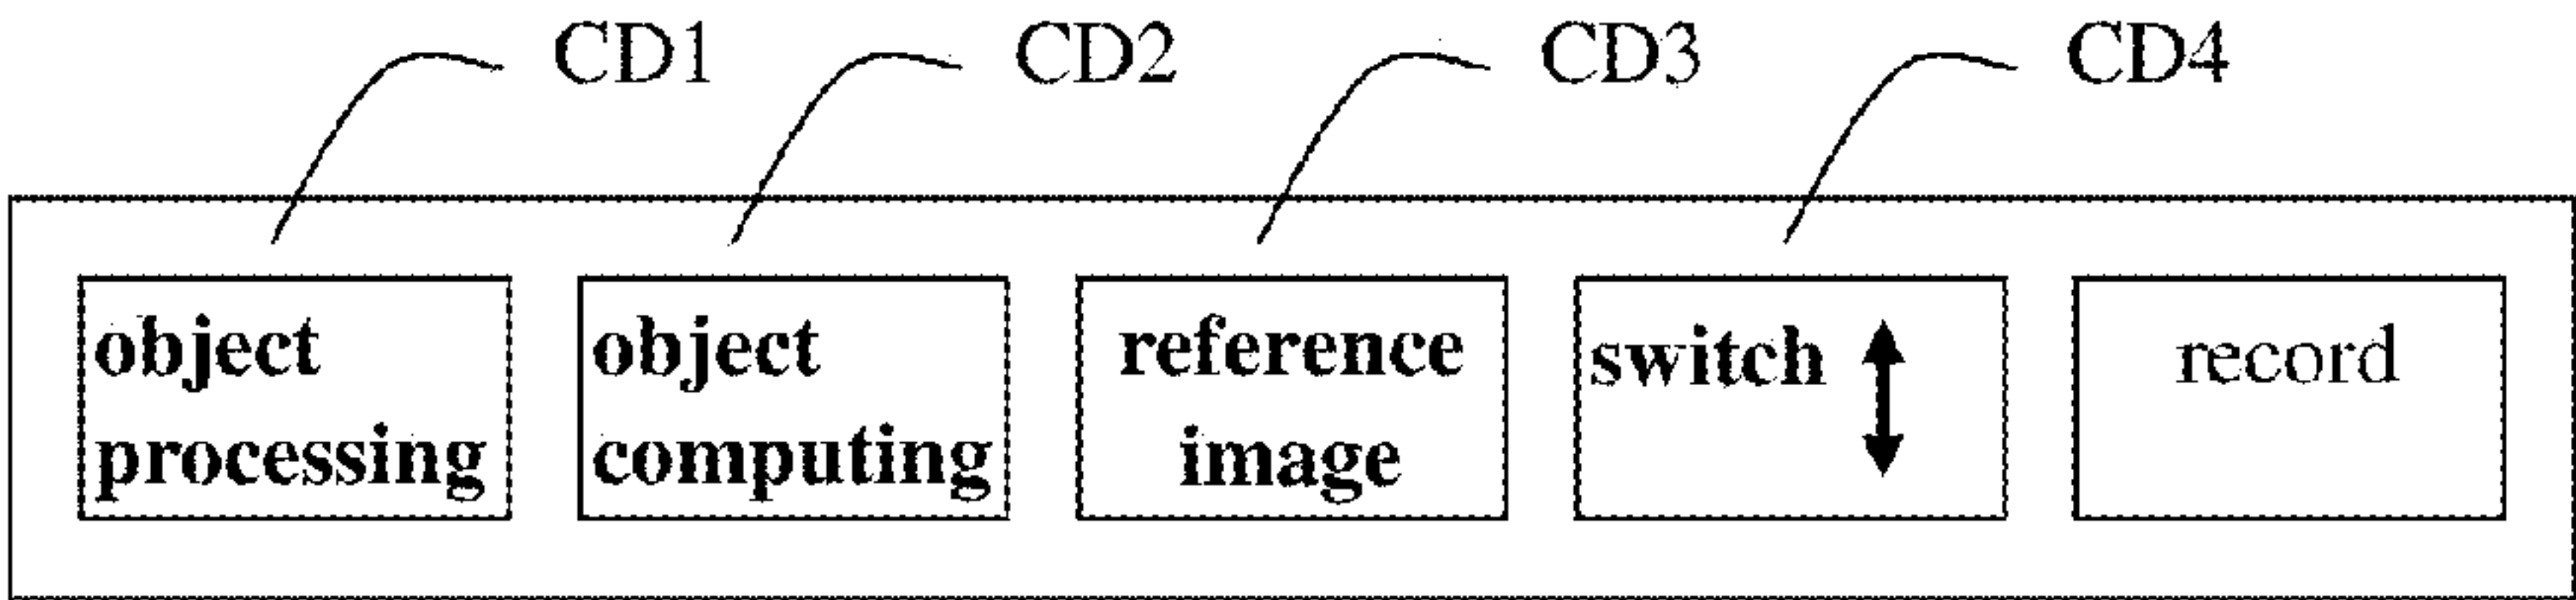 CD1 CD2 CD3 CD4
object processing
object computing
reference image
switch
record